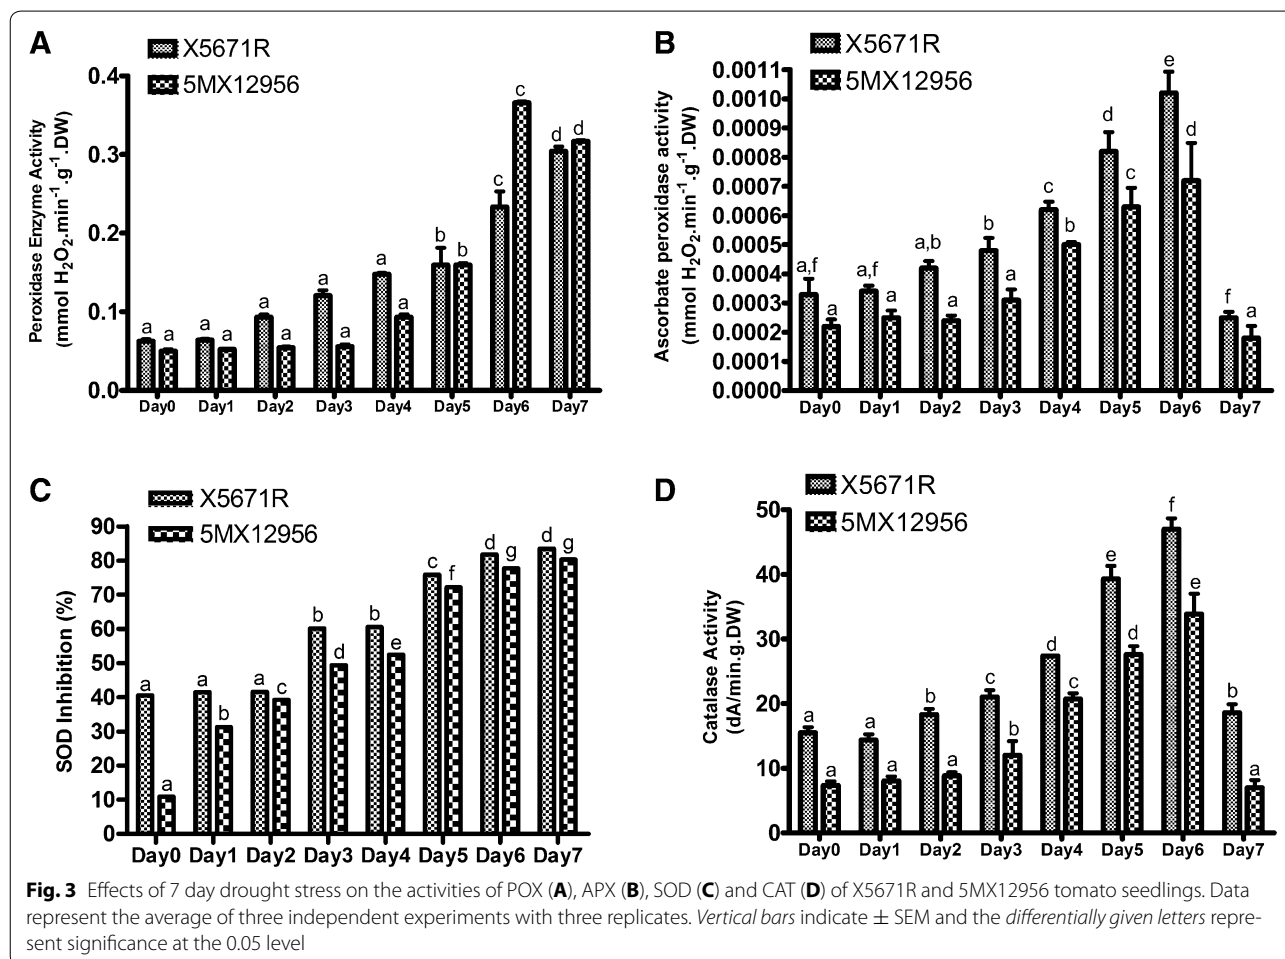 A
X5671R
5MX12956
Peroxidase Enzyme Activity
(mmol H₂O₂.min⁻¹.g⁻¹.DW)
0.4
0.3
0.2
0.1
0.0
a a a a a a a a a a b b c c d d
Day0 Day1 Day2 Day3 Day4 Day5 Day6 Day7
B
X5671R
5MX12956
Ascorbate peroxidase activity
(mmol H₂O₂.min⁻¹.g⁻¹.DW)
0.0011
0.0010
0.0009
0.0008
0.0007
0.0006
0.0005
0.0004
0.0003
0.0002
0.0001
0.0000
a,f a a,f a a,b a b a c b d c e d f a
Day0 Day1 Day2 Day3 Day4 Day5 Day6 Day7
C
X5671R
5MX12956
SOD Inhibition (%)
90
80
70
60
50
40
30
20
10
0
a a a b a c b d b e c f d g d g
Day0 Day1 Day2 Day3 Day4 Day5 Day6 Day7
D
X5671R
5MX12956
Catalase Activity
(dA/min.g.DW)
50
40
30
20
10
0
a a a a b a c b d c e d f e b a
Day0 Day1 Day2 Day3 Day4 Day5 Day6 Day7
Fig. 3 Effects of 7 day drought stress on the activities of POX (A), APX (B), SOD (C) and CAT (D) of X5671R and 5MX12956 tomato seedlings. Data
represent the average of three independent experiments with three replicates. Vertical bars indicate ± SEM and the differentially given letters repre-
sent significance at the 0.05 level